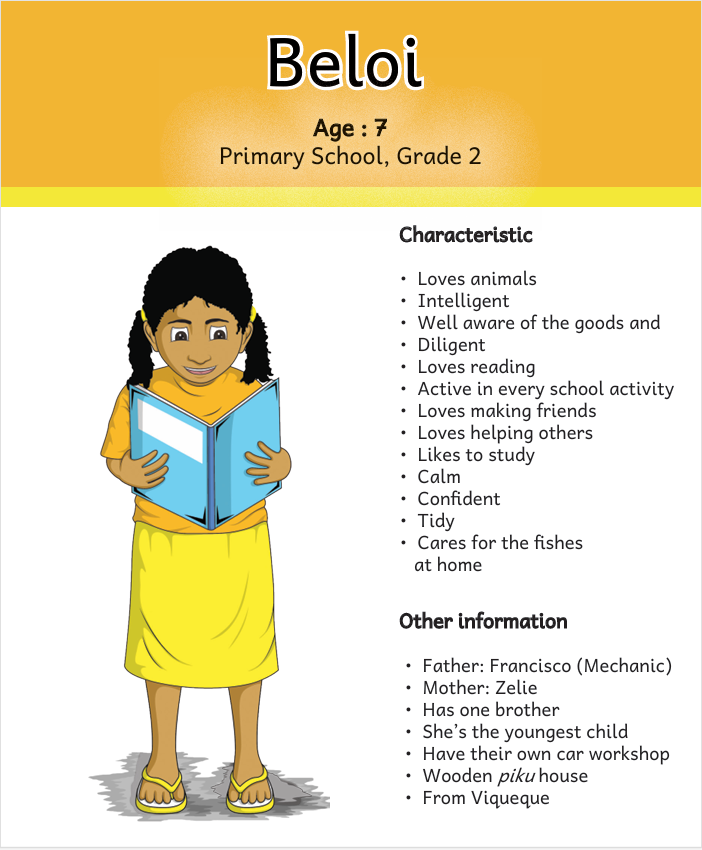 Beloi
Age : 7
Primary School, Grade 2
Characteristic
• Loves animals
• Intelligent
• Well aware of the goods and
• Diligent
• Loves reading
• Active in every school activity
• Loves making friends
• Loves helping others
• Likes to study
• Calm
• Confident
• Tidy
• Cares for the fishes
at home
Other information
• Father: Francisco (Mechanic)
• Mother: Zelie
• Has one brother
• She's the youngest child
• Have their own car workshop
• Wooden piku house
• From Viqueque